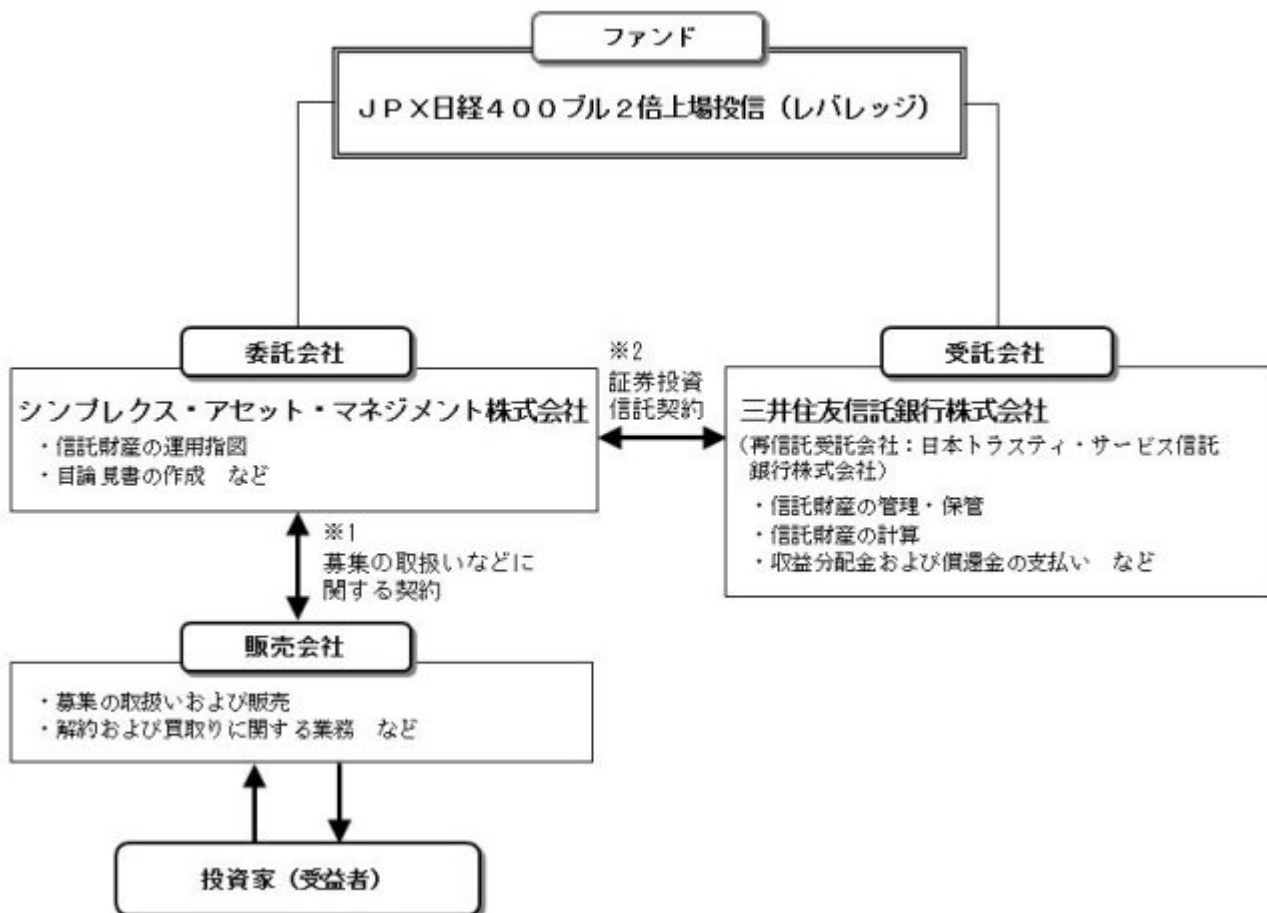 ファンド
JPX日経400ブル2倍上場投信（レバレッジ）
委託会社
シンプレクス・アセット・マネジメント株式会社
・信託財産の運用指図
・目論見書の作成　など
※2
証券投資
信託契約
受託会社
三井住友信託銀行株式会社
（再信託受託会社：日本トラスティ・サービス信託
銀行株式会社）
・信託財産の管理・保管
・信託財産の計算
・収益分配金および償還金の支払い　など
※1
募集の取扱いなどに
関する契約
販売会社
・募集の取扱いおよび販売
・解約および買取りに関する業務　など
投資家（受益者）